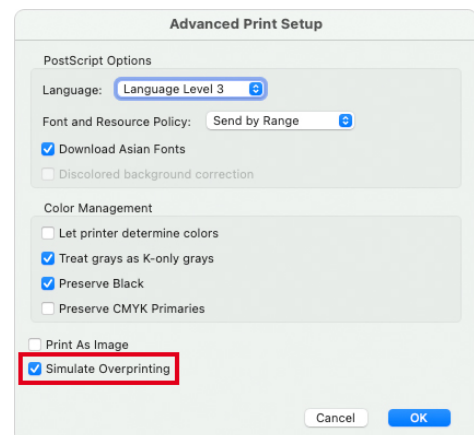 Advanced Print Setup
PostScript Options
Language: Language Level 3
Font and Resource Policy: Send by Range
Download Asian Fonts
Discolored background correction
Color Management
Let printer determine colors
Treat grays as K-only grays
Preserve Black
Preserve CMYK Primaries
Print As Image
Simulate Overprinting
Cancel OK